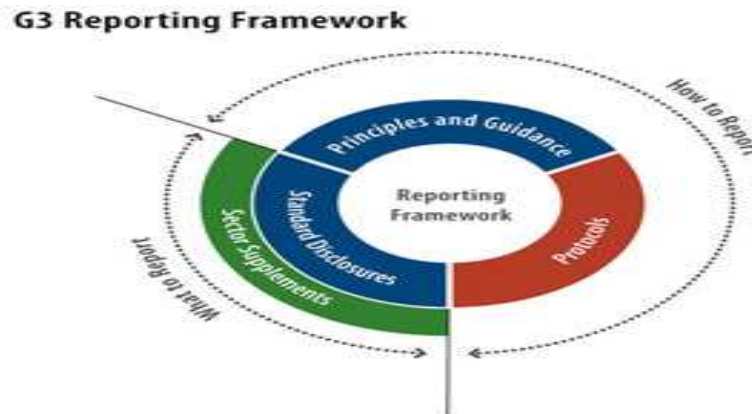 G3 Reporting Framework
How to Report
Principles and Guidance
Reporting
Framework
Standard Disclosures
Sector Supplements
Protocols
What to Report